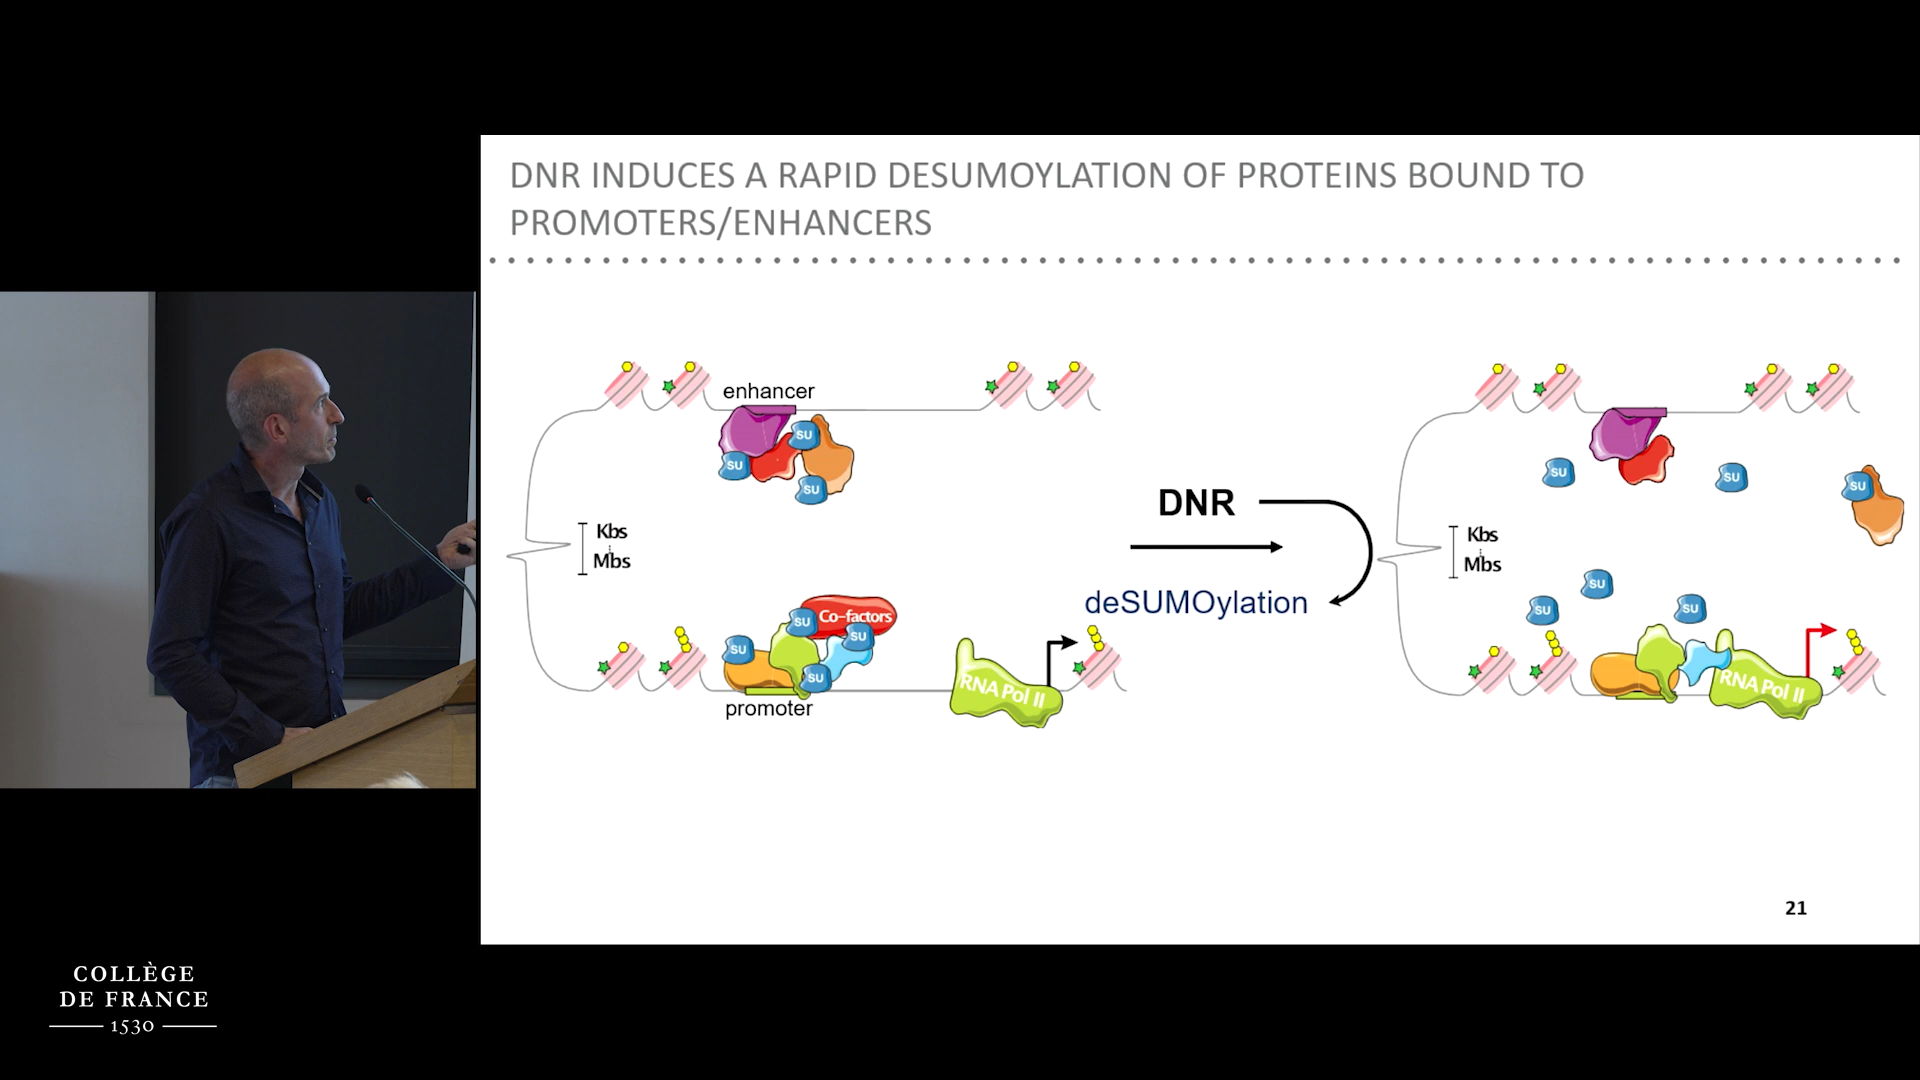 DNR INDUCES A RAPID DESUMOYLATION OF PROTEINS BOUND TO
PROMOTERS/ENHANCERS
enhancer
SU
SU
SU
Kbs
Mbs
SU
Co-factors
SU
SU
SU
RNA Pol II
promoter
DNR
deSUMOylation
SU
SU
SU
Kbs
Mbs
SU
SU
SU
RNA Pol II
21
COLLÈGE
DE FRANCE
1530